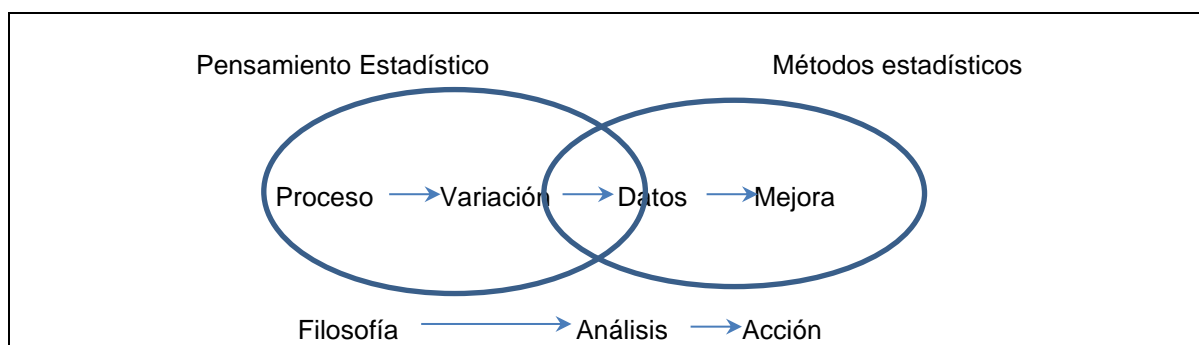 Pensamiento Estadístico Métodos estadísticos
Proceso Variación Datos Mejora
Filosofía Análisis Acción